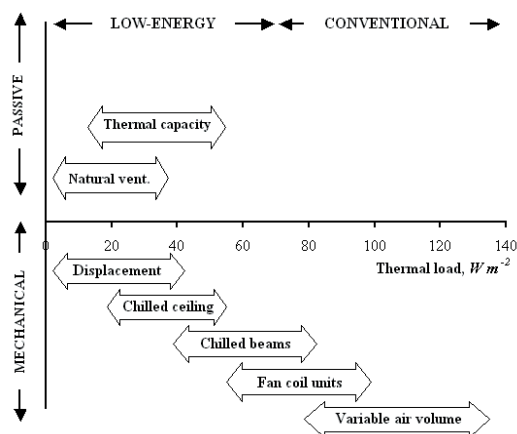 LOW-ENERGY CONVENTIONAL
PASSIVE
Thermal capacity
Natural vent.
0 20 40 60 80 100 120 140
MECHANICAL
Displacement
Thermal load, W m⁻²
Chilled ceiling
Chilled beams
Fan coil units
Variable air volume